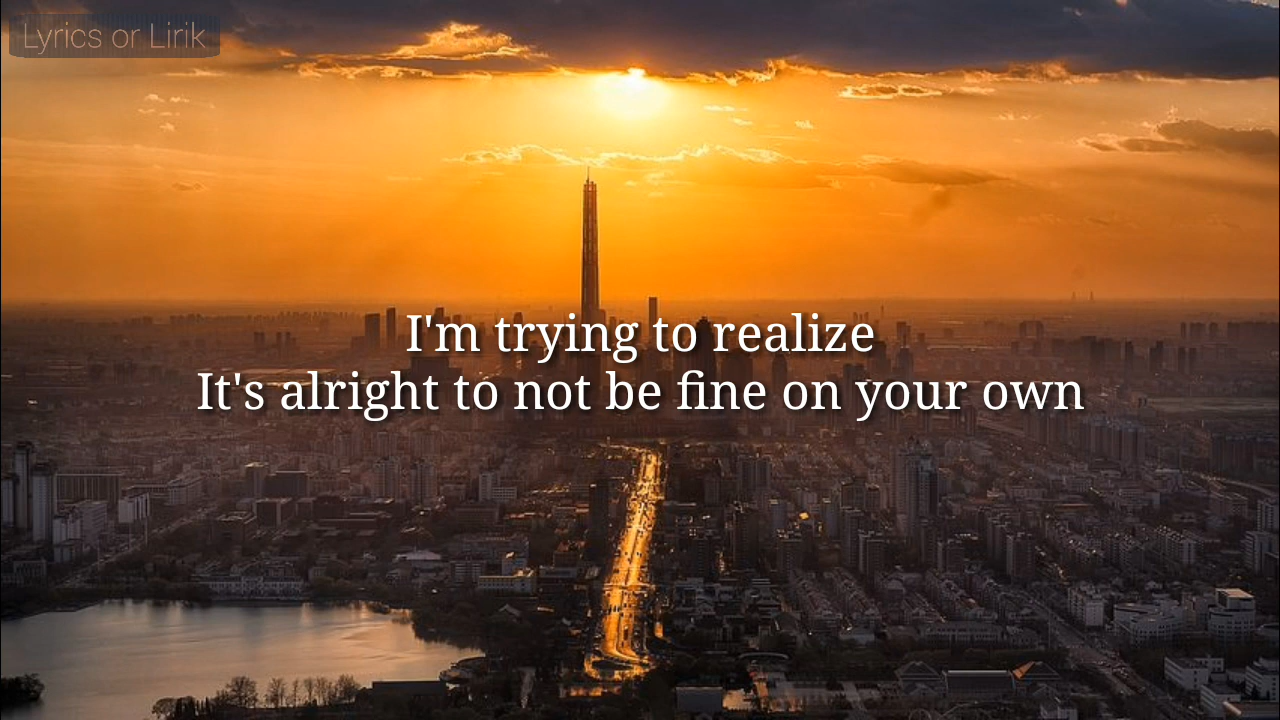 Lyrics or Lirik
I'm trying to realize
It's alright to not be fine on your own